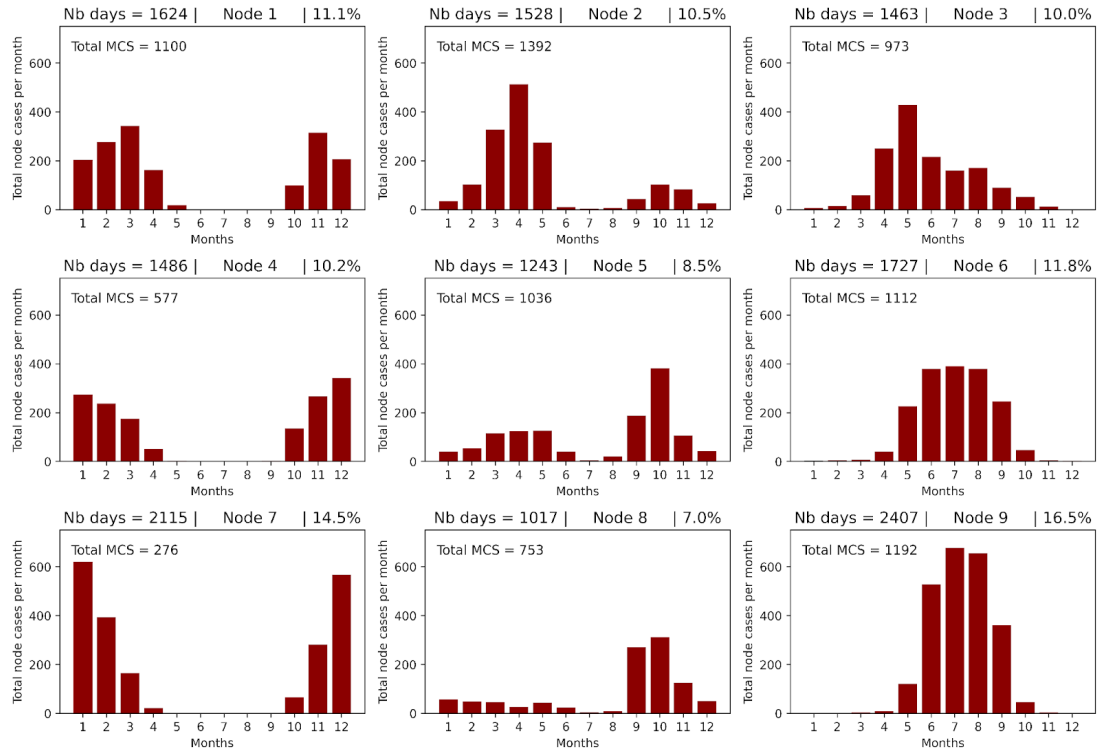 Nb days = 1624 | Node 1 | 11.1%
Total MCS = 1100
Total node cases per month
600
400
200
0
1 2 3 4 5 6 7 8 9 10 11 12
Months
Nb days = 1528 | Node 2 | 10.5%
Total MCS = 1392
Total node cases per month
600
400
200
0
1 2 3 4 5 6 7 8 9 10 11 12
Months
Nb days = 1463 | Node 3 | 10.0%
Total MCS = 973
Total node cases per month
600
400
200
0
1 2 3 4 5 6 7 8 9 10 11 12
Months
Nb days = 1486 | Node 4 | 10.2%
Total MCS = 577
Total node cases per month
600
400
200
0
1 2 3 4 5 6 7 8 9 10 11 12
Months
Nb days = 1243 | Node 5 | 8.5%
Total MCS = 1036
Total node cases per month
600
400
200
0
1 2 3 4 5 6 7 8 9 10 11 12
Months
Nb days = 1727 | Node 6 | 11.8%
Total MCS = 1112
Total node cases per month
600
400
200
0
1 2 3 4 5 6 7 8 9 10 11 12
Months
Nb days = 2115 | Node 7 | 14.5%
Total MCS = 276
Total node cases per month
600
400
200
0
1 2 3 4 5 6 7 8 9 10 11 12
Months
Nb days = 1017 | Node 8 | 7.0%
Total MCS = 753
Total node cases per month
600
400
200
0
1 2 3 4 5 6 7 8 9 10 11 12
Months
Nb days = 2407 | Node 9 | 16.5%
Total MCS = 1192
Total node cases per month
600
400
200
0
1 2 3 4 5 6 7 8 9 10 11 12
Months